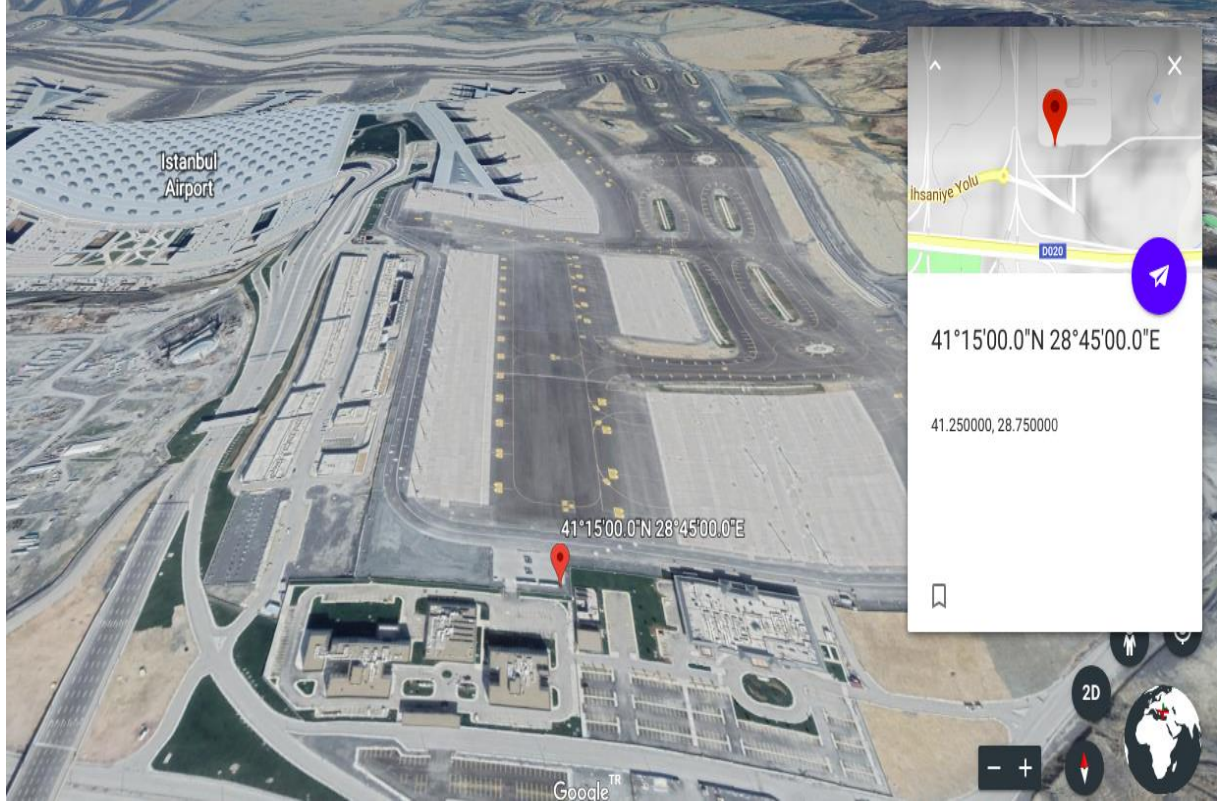 Istanbul
Airport
İhsaniye Yolu
D020
41°15'00.0"N 28°45'00.0"E
41.250000, 28.750000
41°15'00.0"N 28°45'00.0"E
2D
Google TR